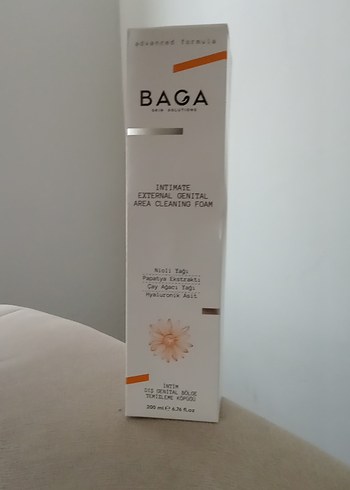 advanced formula
BAGA
SKIN SOLUTIONS
INTIMATE
EXTERNAL GENITAL
AREA CLEANING FOAM
Nioli Yağı
Papatya Ekstrakti
Çay Ağacı Yağı
Hyaluronik Asit
İNTİM
DIŞ GENİTAL BÖLGE
TEMİZLEME KÖPÜĞÜ
200 ml ℮ 6.76 fl.oz